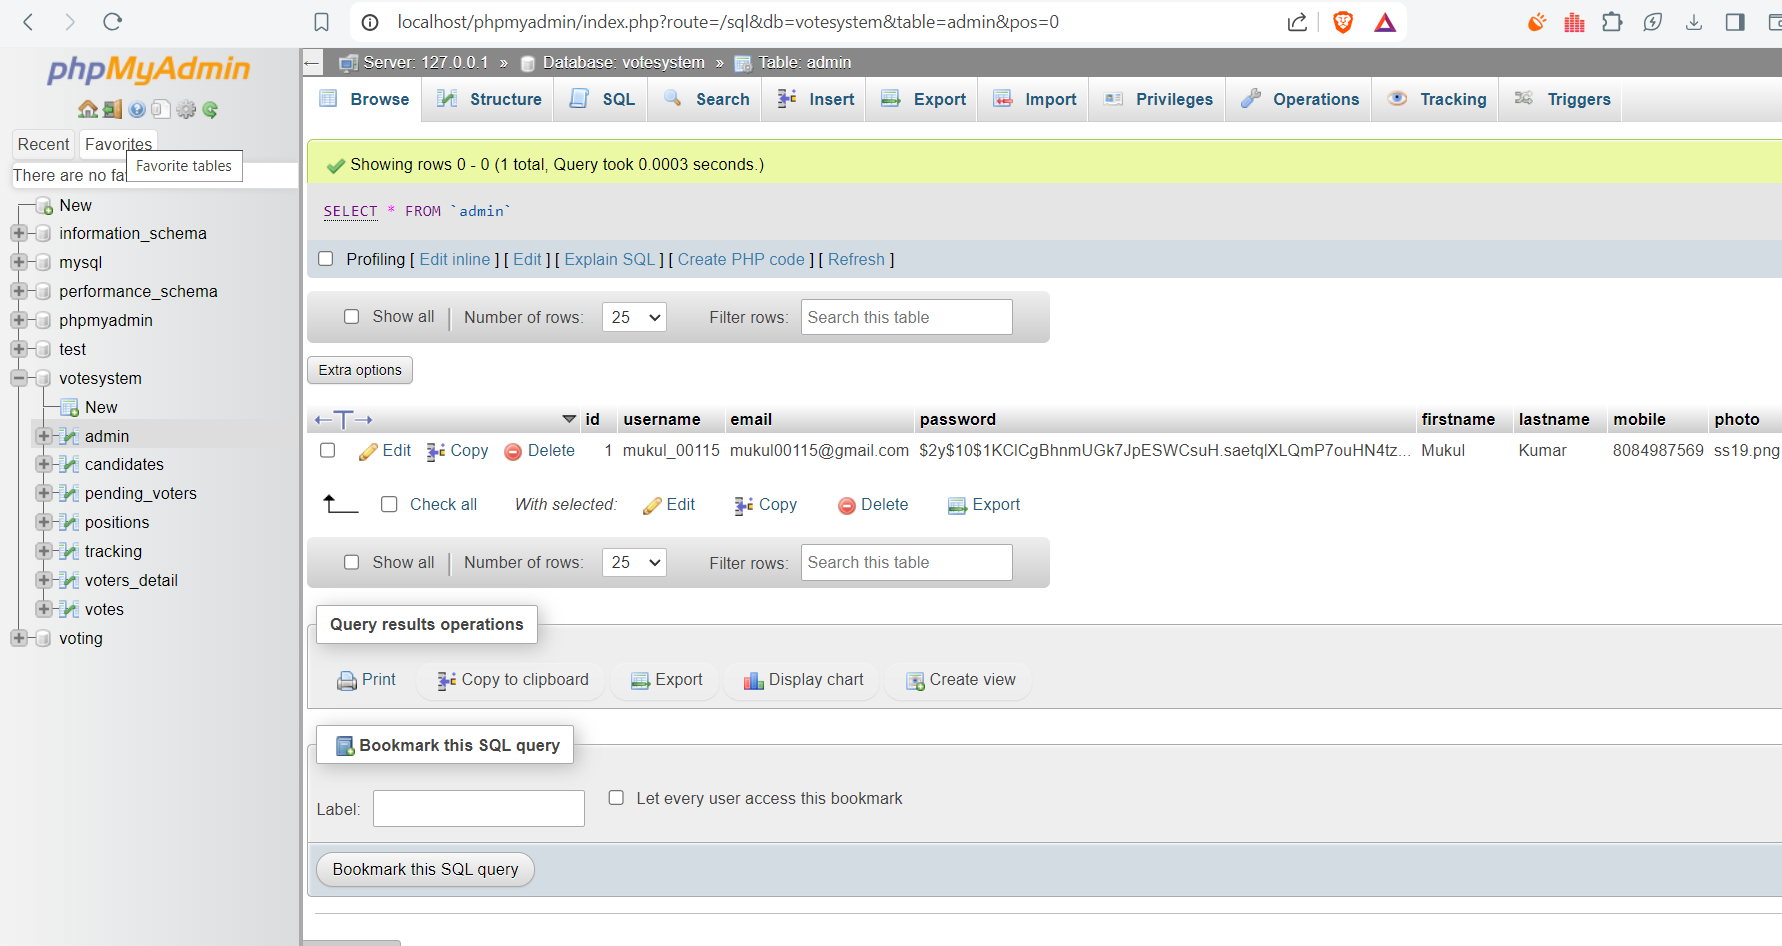 localhost/phpmyadmin/index.php?route=/sql&db=votesystem&table=admin&pos=0
phpMyAdmin
Recent Favorites
Favorite tables
There are no fa
New
information_schema
mysql
performance_schema
phpmyadmin
test
votesystem
New
admin
candidates
pending_voters
positions
tracking
voters_detail
votes
voting
Server: 127.0.0.1 » Database: votesystem » Table: admin
Browse Structure SQL Search Insert Export Import Privileges Operations Tracking Triggers
Showing rows 0 - 0 (1 total, Query took 0.0003 seconds.)
SELECT * FROM `admin`
Profiling [ Edit inline ] [ Edit ] [ Explain SQL ] [ Create PHP code ] [ Refresh ]
Show all Number of rows: 25 Filter rows: Search this table
Extra options
id username email password firstname lastname mobile photo
Edit Copy Delete 1 mukul_00115 mukul00115@gmail.com $2y$10$1KClCgBhnmUGk7JpESWCsuH.saetqlXLQmP7ouHN4tz... Mukul Kumar 8084987569 ss19.png
Check all With selected: Edit Copy Delete Export
Show all Number of rows: 25 Filter rows: Search this table
Query results operations
Print Copy to clipboard Export Display chart Create view
Bookmark this SQL query
Label: Let every user access this bookmark
Bookmark this SQL query